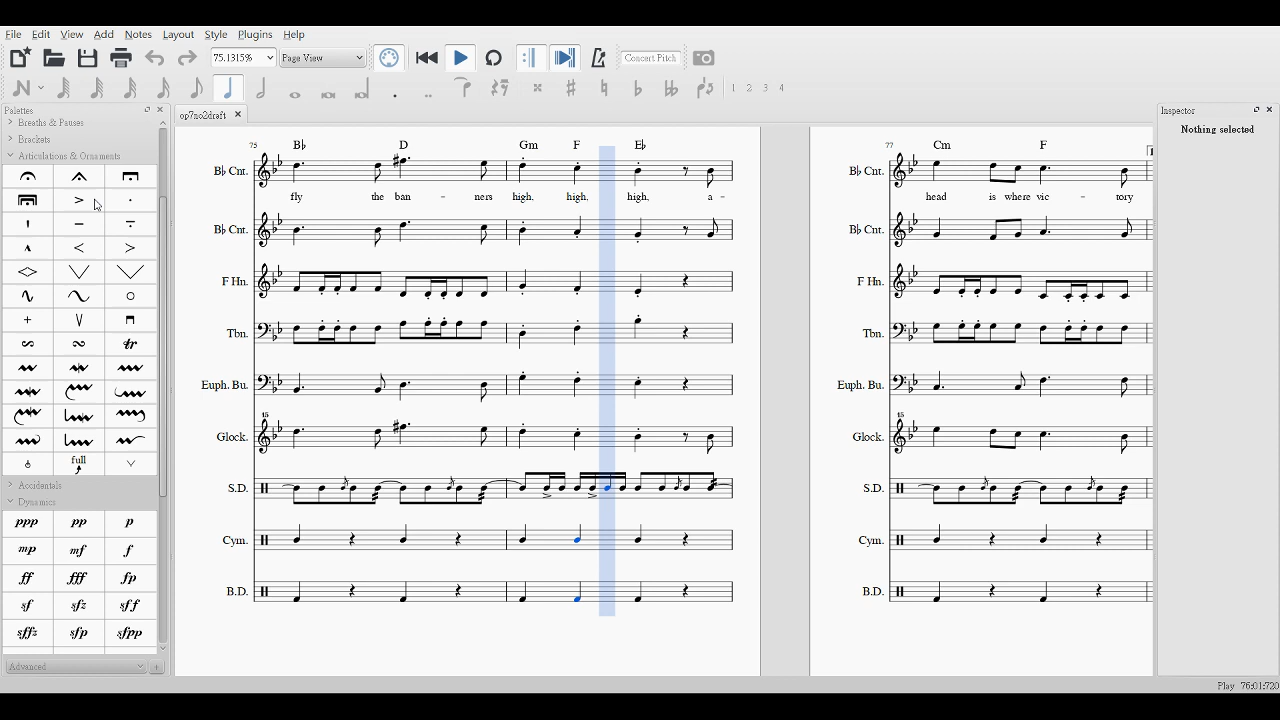 File Edit View Add Notes Layout Style Plugins Help
75.1315% Page View Concert Pitch
1 2 3 4
Palettes
op7no2draft
Inspector
Nothing selected
Breaths & Pauses
Brackets
Articulations & Ornaments
tr
full
Accidentals
Dynamics
ppp pp p
mp mf f
ff fff fp
sf sfz sff
sffz sfp sfpp
Advanced
75 B♭ D Gm F E♭
B♭ Cnt.
fly the ban - ners high, high, high, a -
B♭ Cnt.
F Hn.
Tbn.
Euph. Bu.
15
Glock.
S.D.
Cym.
B.D.
77 Cm F
B♭ Cnt.
head is where vic - tory
B♭ Cnt.
F Hn.
Tbn.
Euph. Bu.
15
Glock.
S.D.
Cym.
B.D.
Play 76:01:720